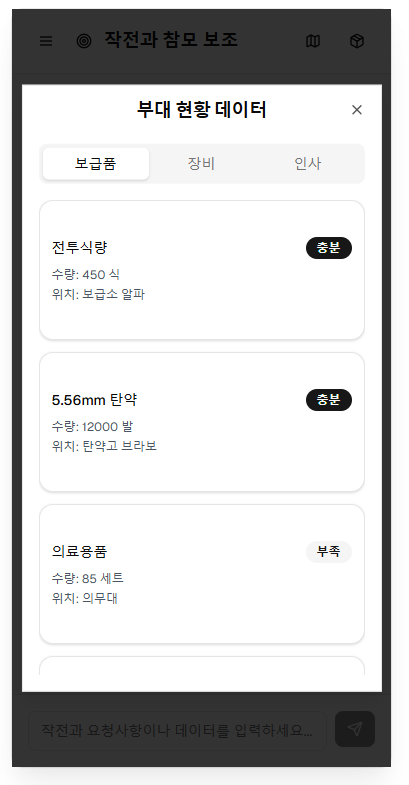 작전과 참모 보조
부대 현황 데이터
보급품 장비 인사
전투식량 충분
수량: 450 식
위치: 보급소 알파
5.56mm 탄약 충분
수량: 12000 발
위치: 탄약고 브라보
의료용품 부족
수량: 85 세트
위치: 의무대
작전과 요청사항이나 데이터를 입력하세요...